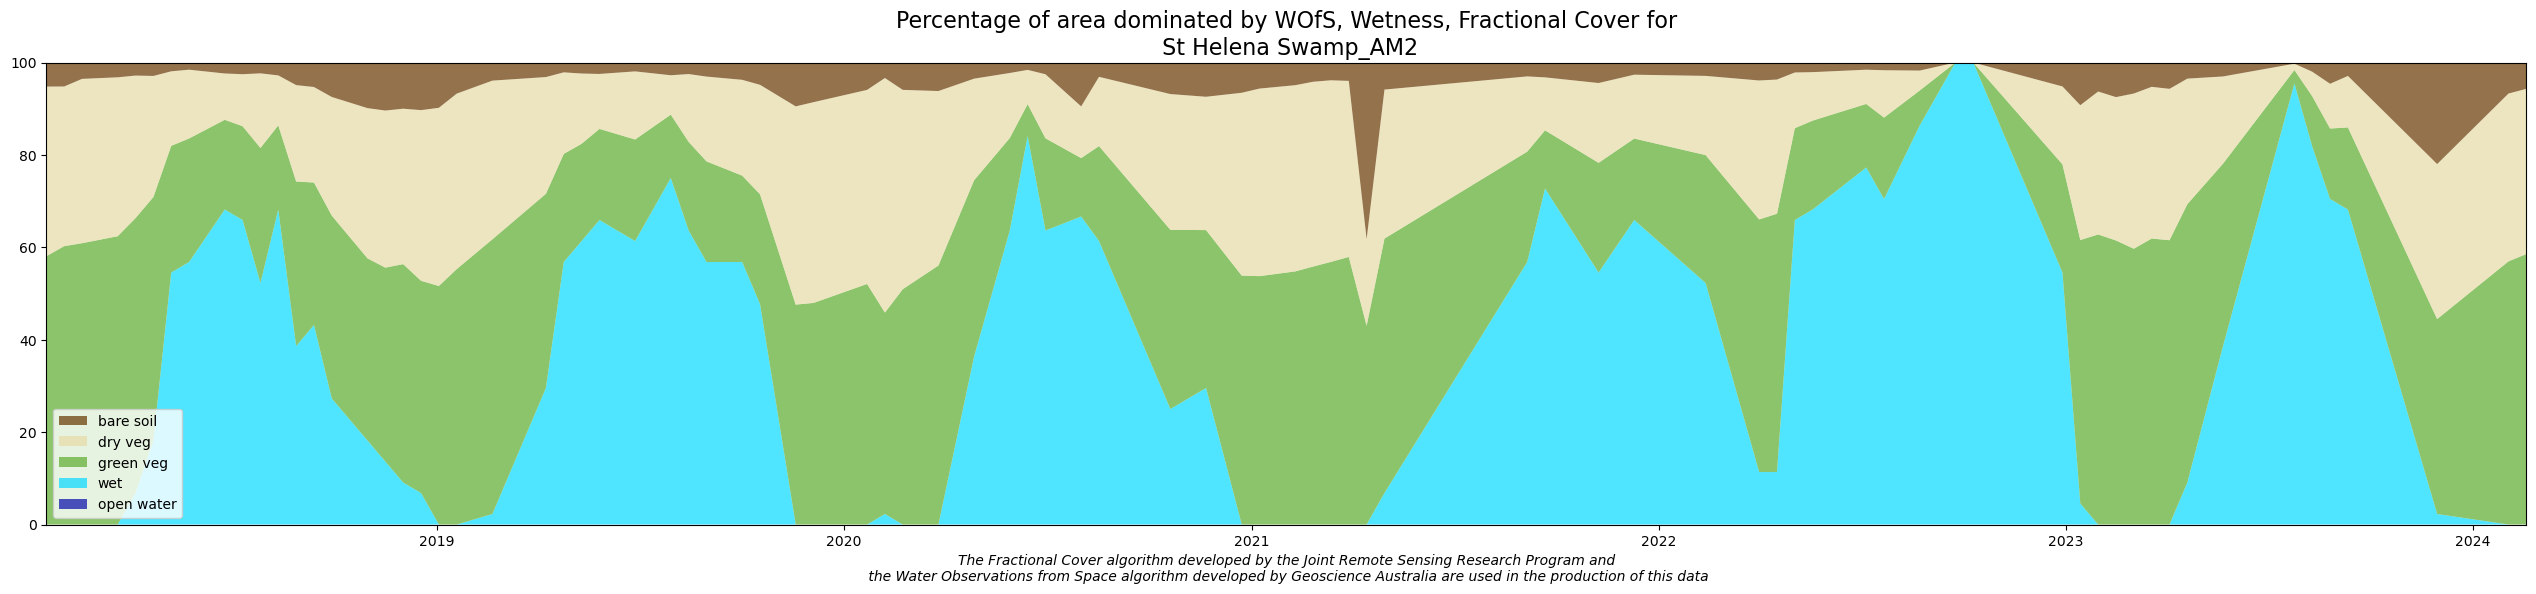 Percentage of area dominated by WOfS, Wetness, Fractional Cover for
St Helena Swamp_AM2
100
80
60
40
20
0
bare soil
dry veg
green veg
wet
open water
2019 2020 2021 2022 2023 2024
The Fractional Cover algorithm developed by the Joint Remote Sensing Research Program and
the Water Observations from Space algorithm developed by Geoscience Australia are used in the production of this data